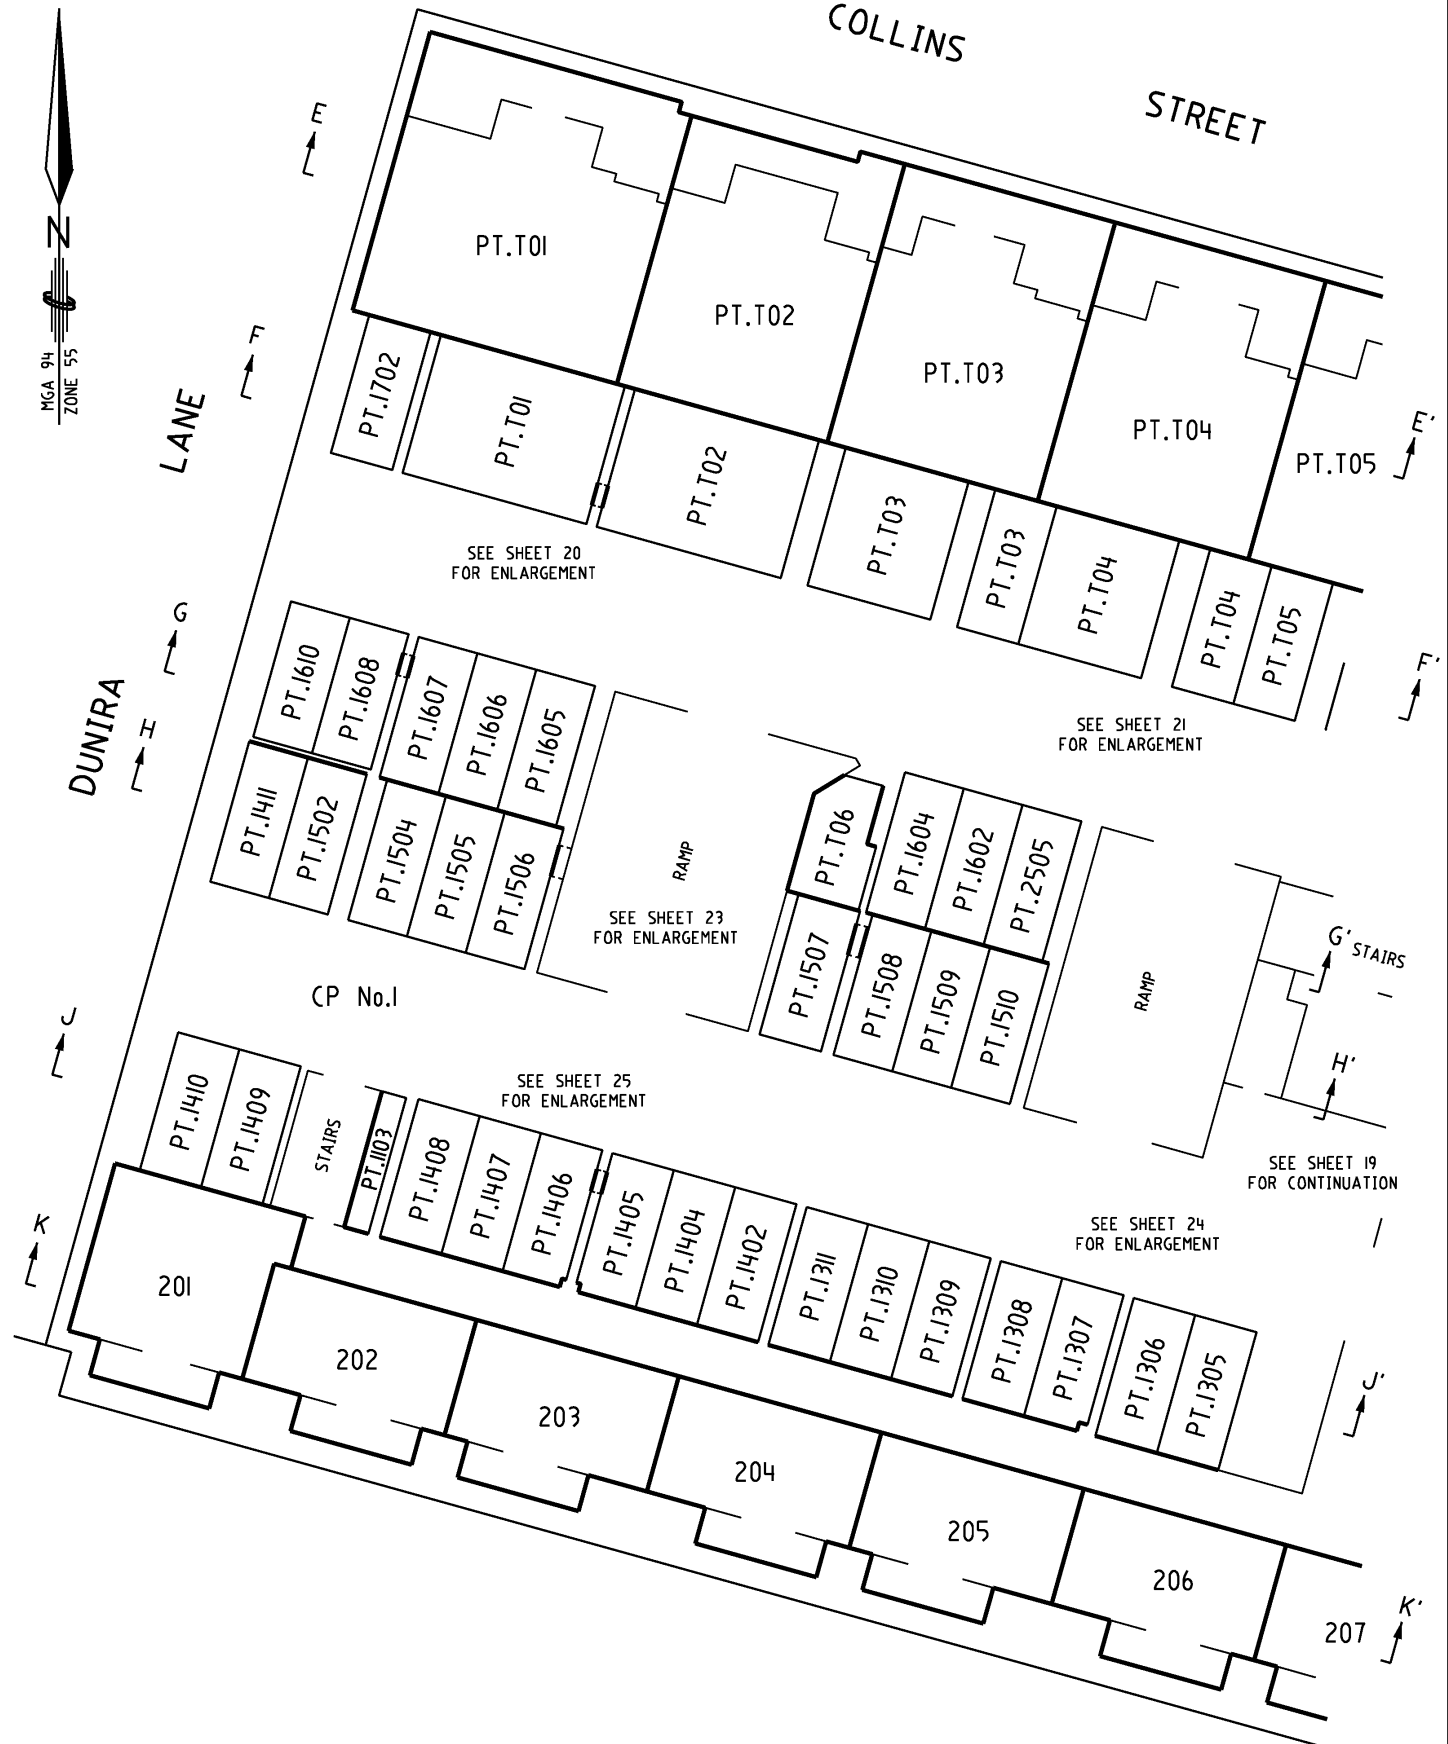 COLLINS
STREET
N
MGA 94
ZONE 55
E
F
LANE
PT.T01
PT.T02
PT.T03
PT.T04
PT.T05
E'
PT.1702
PT.T01
PT.T02
PT.T03
PT.T03
PT.T04
PT.T04
PT.T05
F'
SEE SHEET 20
FOR ENLARGEMENT
SEE SHEET 21
FOR ENLARGEMENT
G
H
DUNIRA
PT.1610
PT.1608
PT.1607
PT.1606
PT.1605
PT.1411
PT.1502
PT.1504
PT.1505
PT.1506
RAMP
SEE SHEET 23
FOR ENLARGEMENT
PT.T06
PT.1604
PT.1602
PT.2505
PT.1507
PT.1508
PT.1509
PT.1510
RAMP
G'
STAIRS
H'
CP No.1
SEE SHEET 25
FOR ENLARGEMENT
SEE SHEET 19
FOR CONTINUATION
SEE SHEET 24
FOR ENLARGEMENT
J
K
PT.1410
PT.1409
STAIRS
PT.1103
PT.1408
PT.1407
PT.1406
PT.1405
PT.1404
PT.1402
PT.1311
PT.1310
PT.1309
PT.1308
PT.1307
PT.1306
PT.1305
J'
201
202
203
204
205
206
207
K'